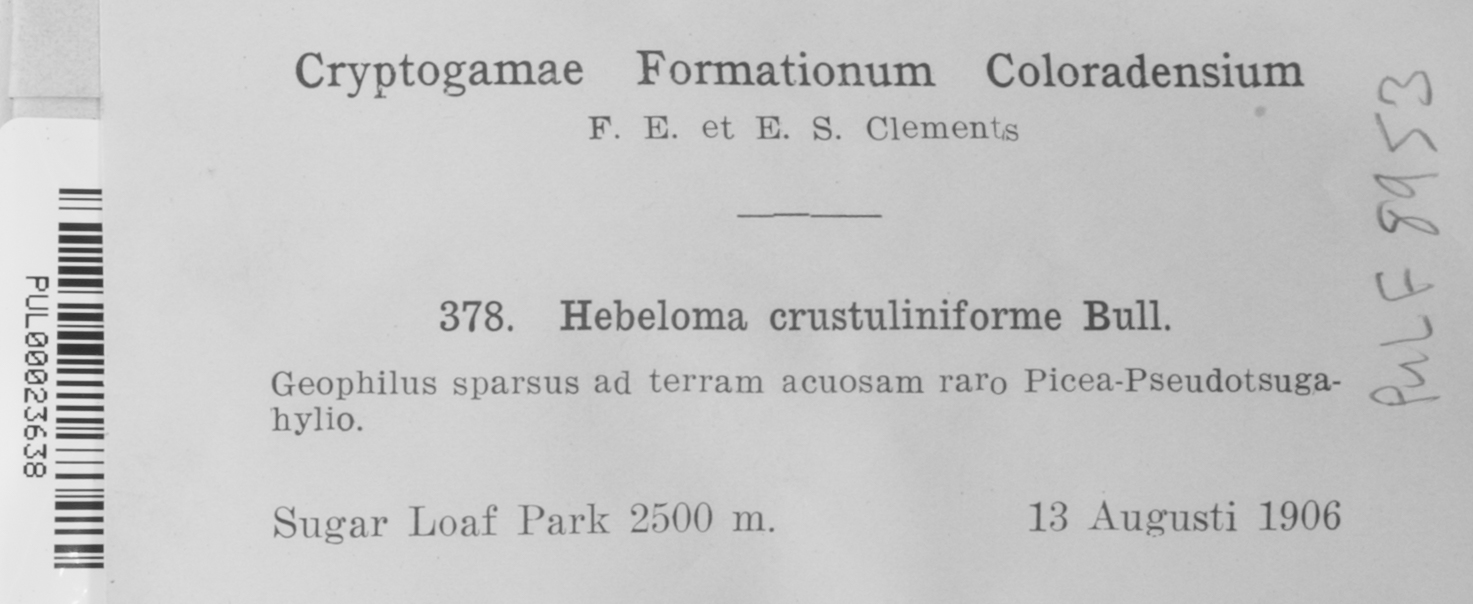 Cryptogamae Formationum Coloradensium
F. E. et E. S. Clements
378. Hebeloma crustuliniforme Bull.
Geophilus sparsus ad terram acuosam raro Picea-Pseudotsuga-
hylio.
Sugar Loaf Park 2500 m.
13 Augusti 1906
PUL F 8953
PUL00023638